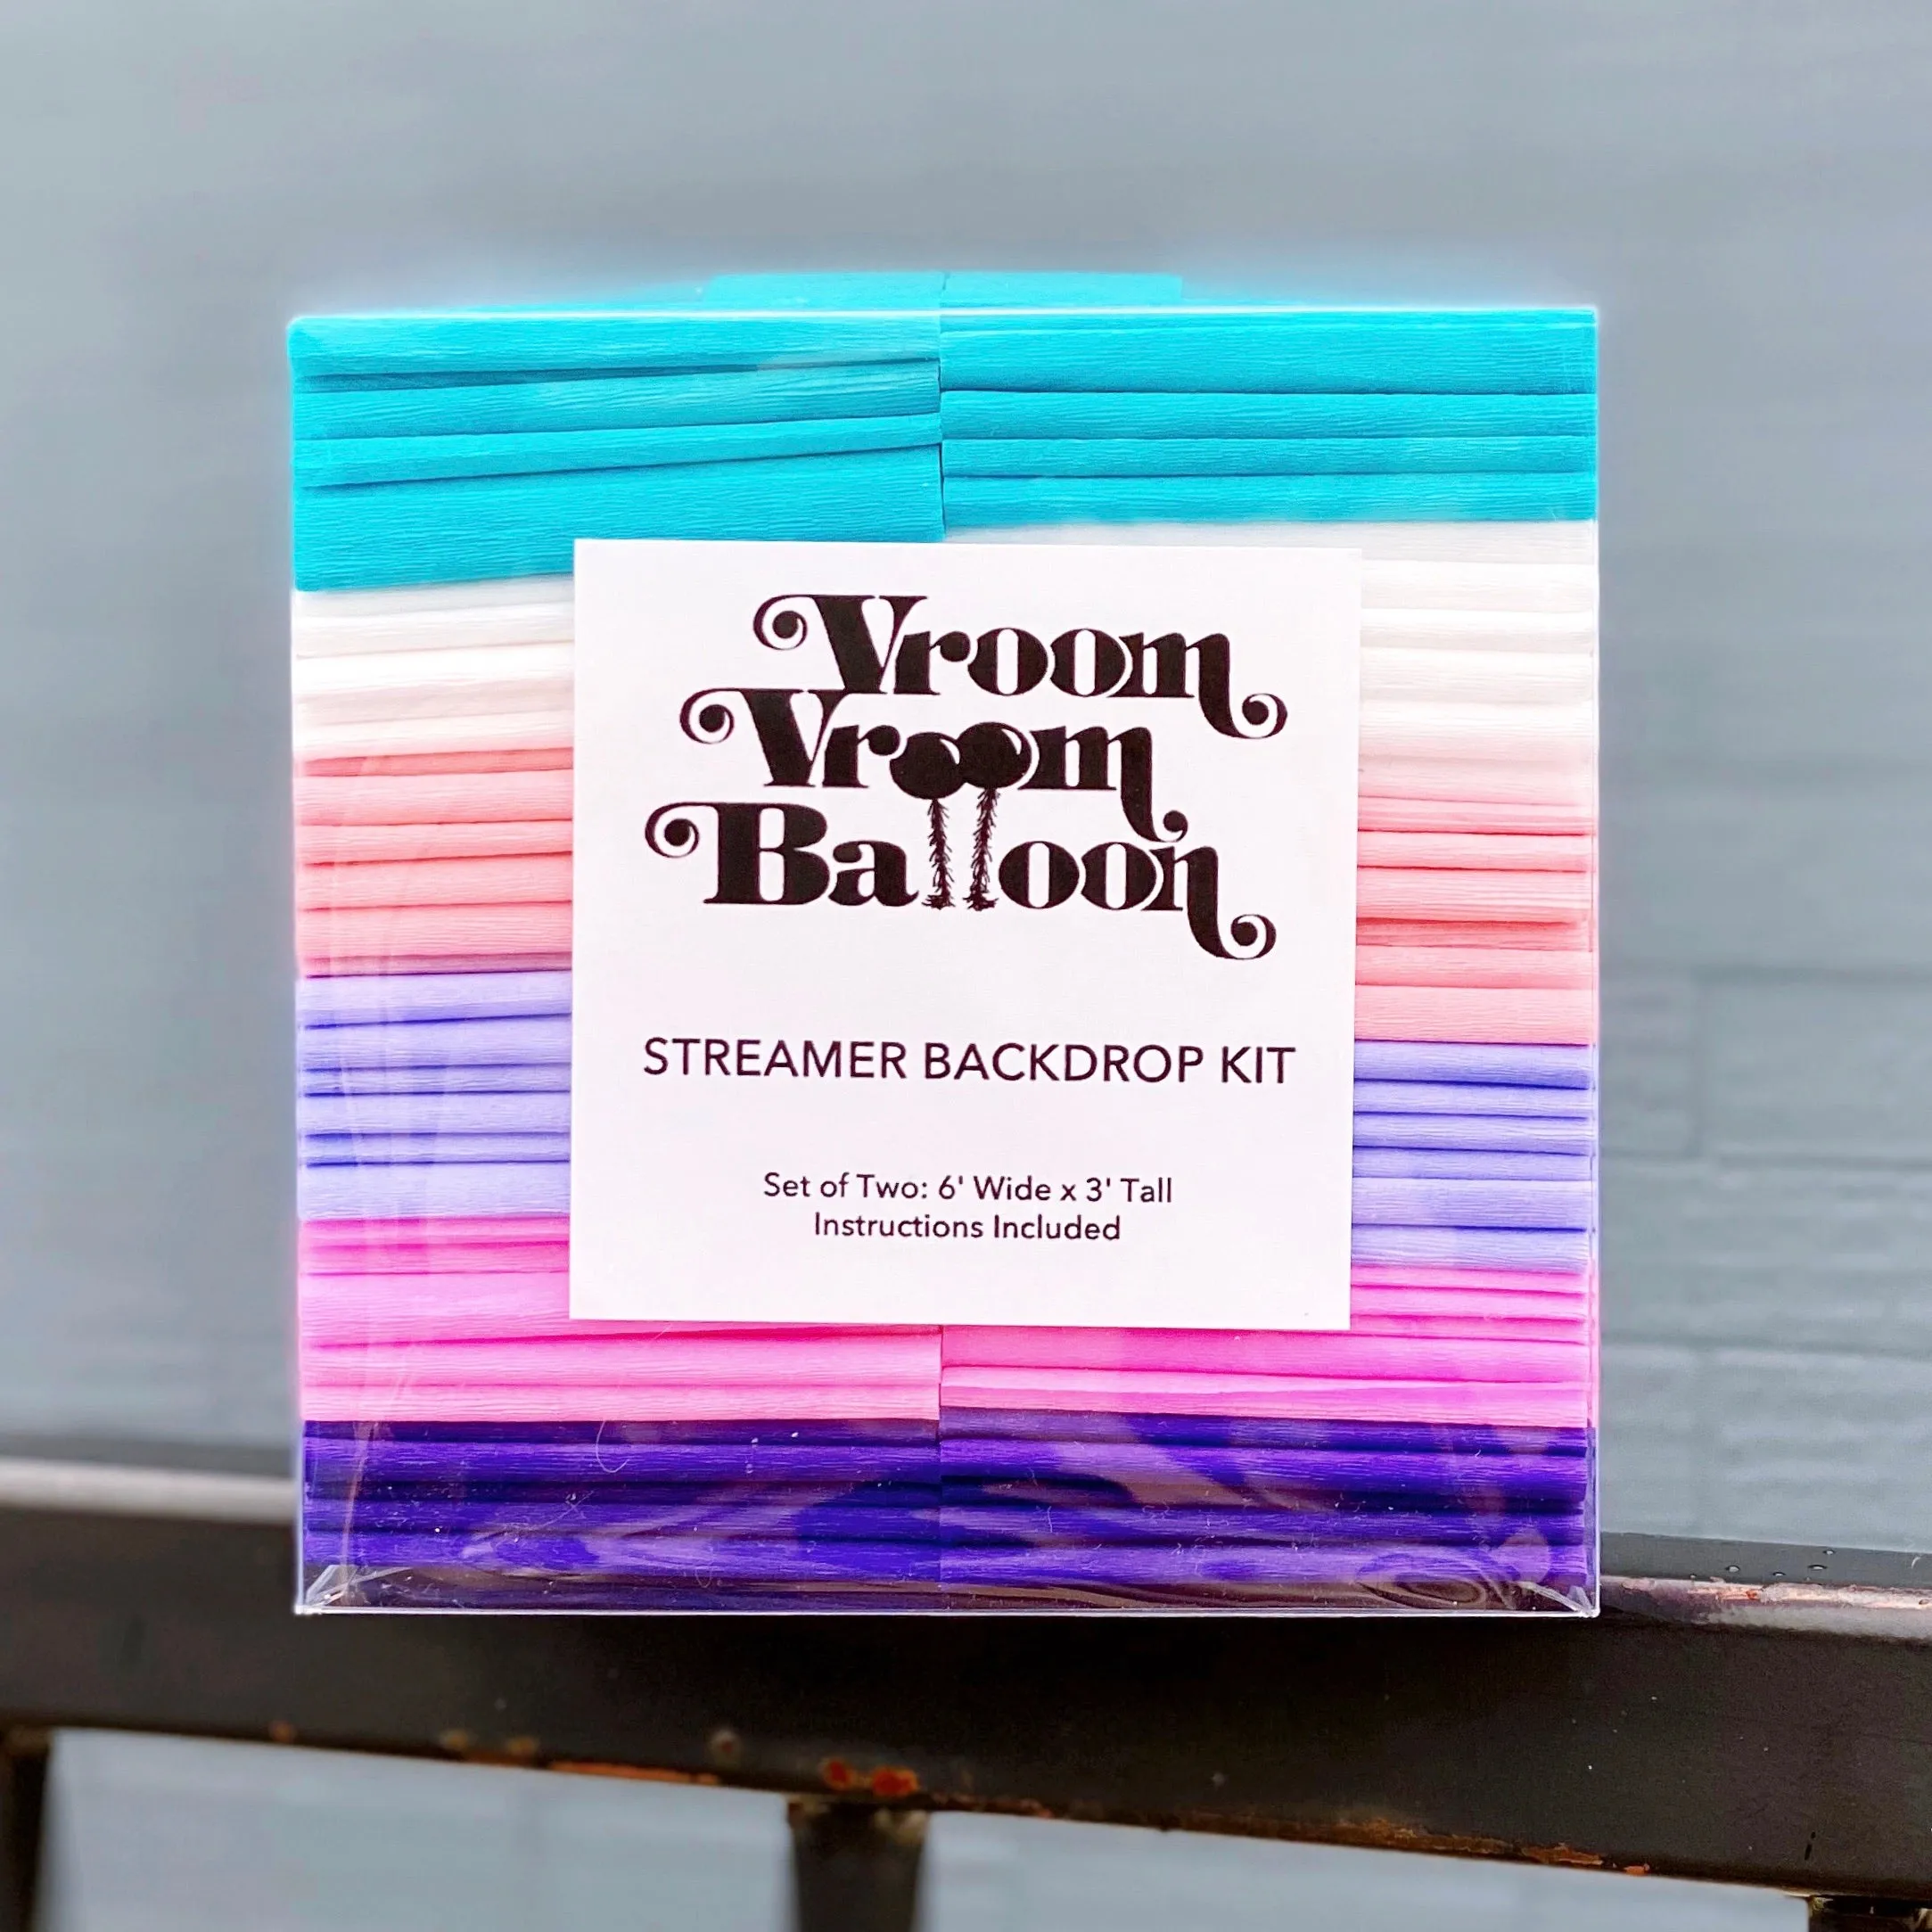 Vroom
Vroom
Balloon
STREAMER BACKDROP KIT
Set of Two: 6' Wide x 3' Tall
Instructions Included